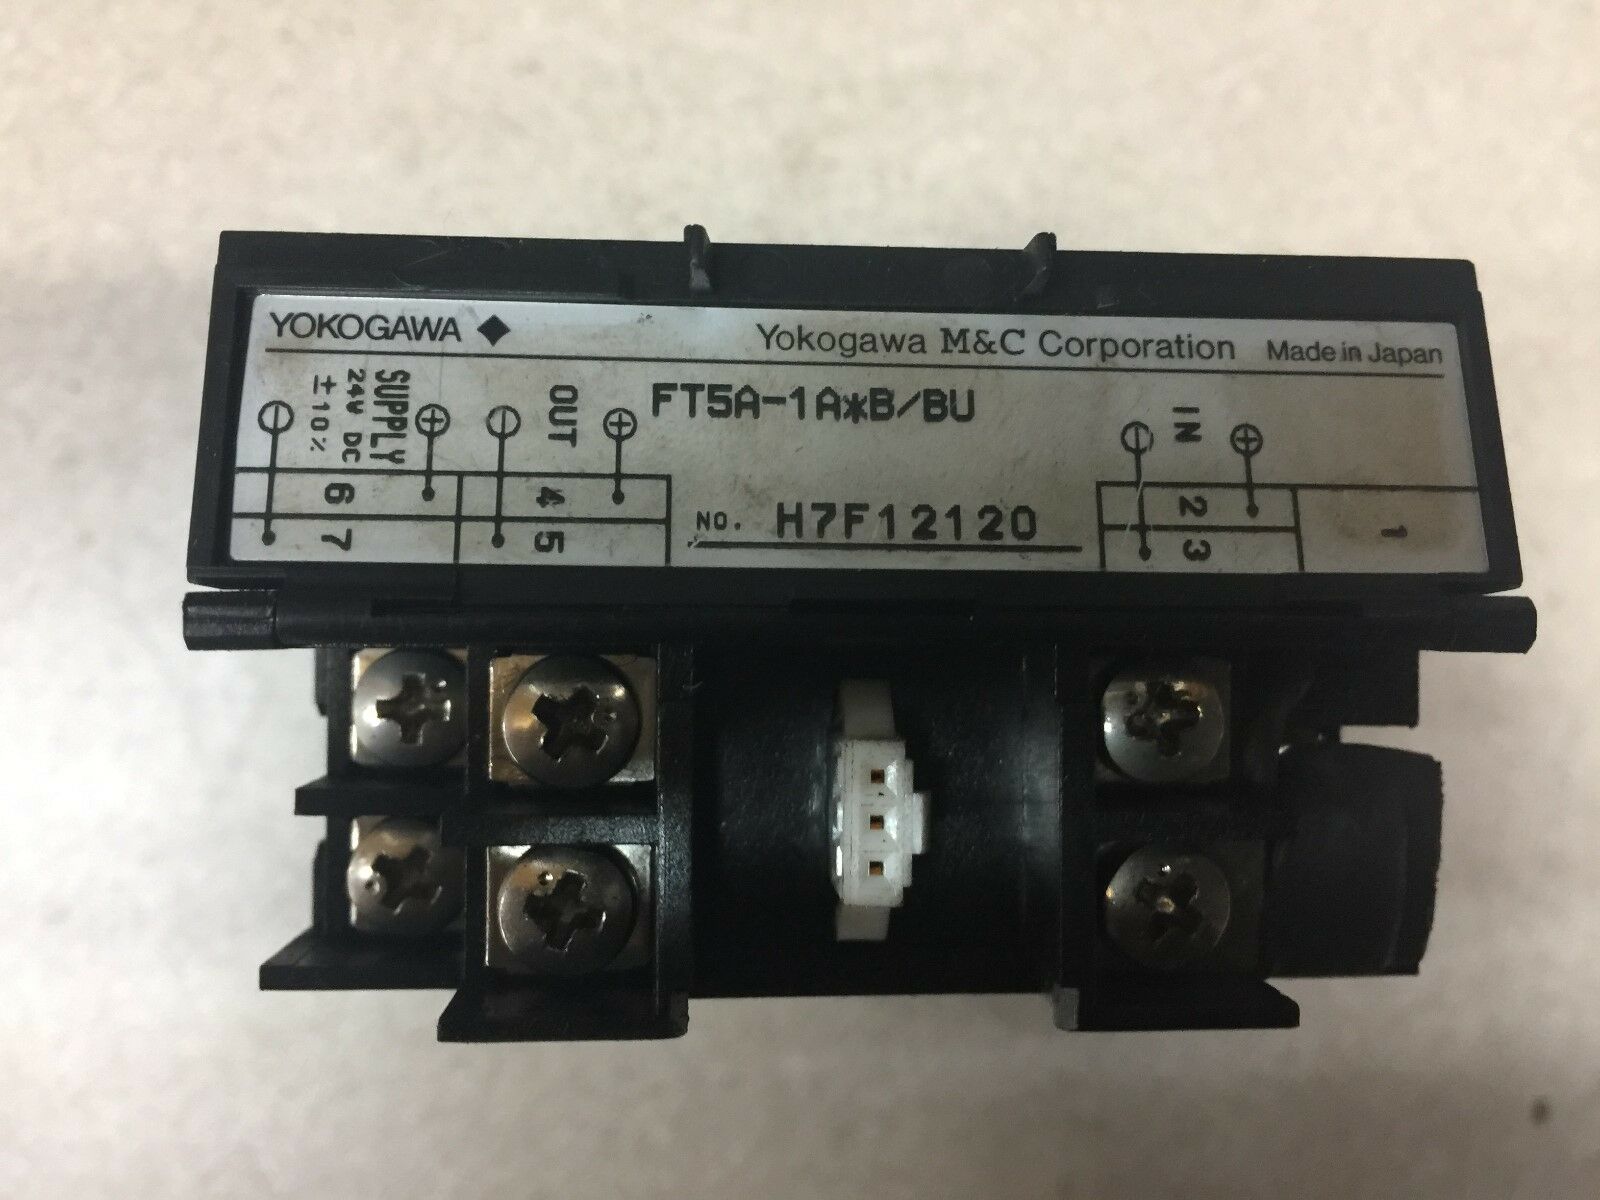 YOKOGAWA ◆
Yokogawa M&C Corporation Made in Japan
SUPPLY
24V DC
±10%
⊖
⊕
⊖
OUT
⊕
FT5A-1A*B/BU
⊖
IN
⊕
6
7
4
5
NO. H7F12120
2
3
1